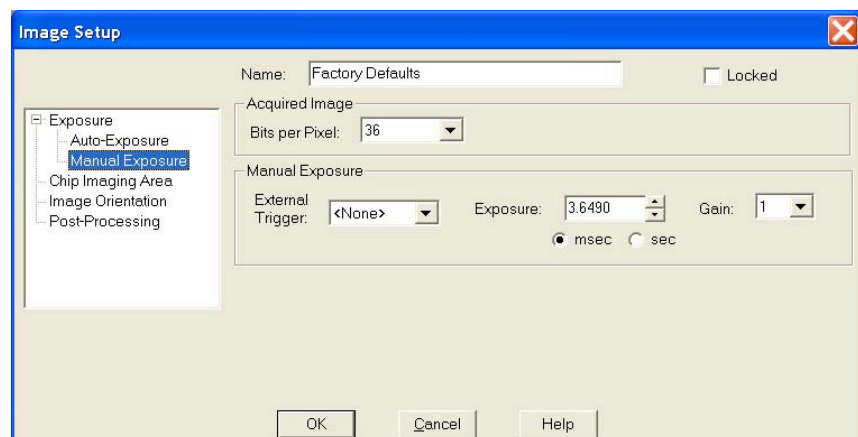 Image Setup
Name: Factory Defaults
Locked
Exposure
Auto-Exposure
Manual Exposure
Chip Imaging Area
Image Orientation
Post-Processing
Acquired Image
Bits per Pixel: 36
Manual Exposure
External Trigger: <None>
Exposure: 3.6490
msec sec
Gain: 1
OK Cancel Help